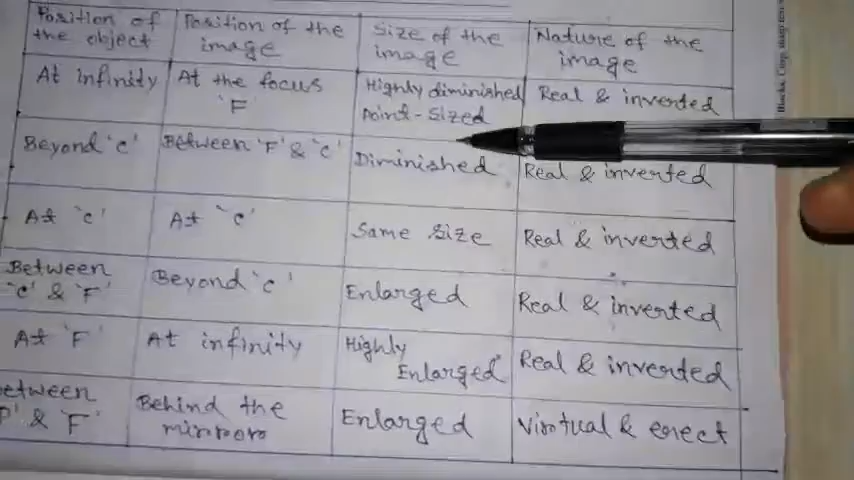 Position of the object
Position of the image
Size of the image
Nature of the image
At infinity
At the focus
'F'
Highly diminished
Point-Sized
Real & inverted
Beyond 'C'
Between 'F' & 'C'
Diminished
Real & inverted
At 'C'
At 'C'
Same size
Real & inverted
Between
'C' & 'F'
Beyond 'C'
Enlarged
Real & inverted
At 'F'
At infinity
Highly
Enlarged
Real & inverted
etween
P' & 'F'
Behind the
mirror
Enlarged
Virtual & erect